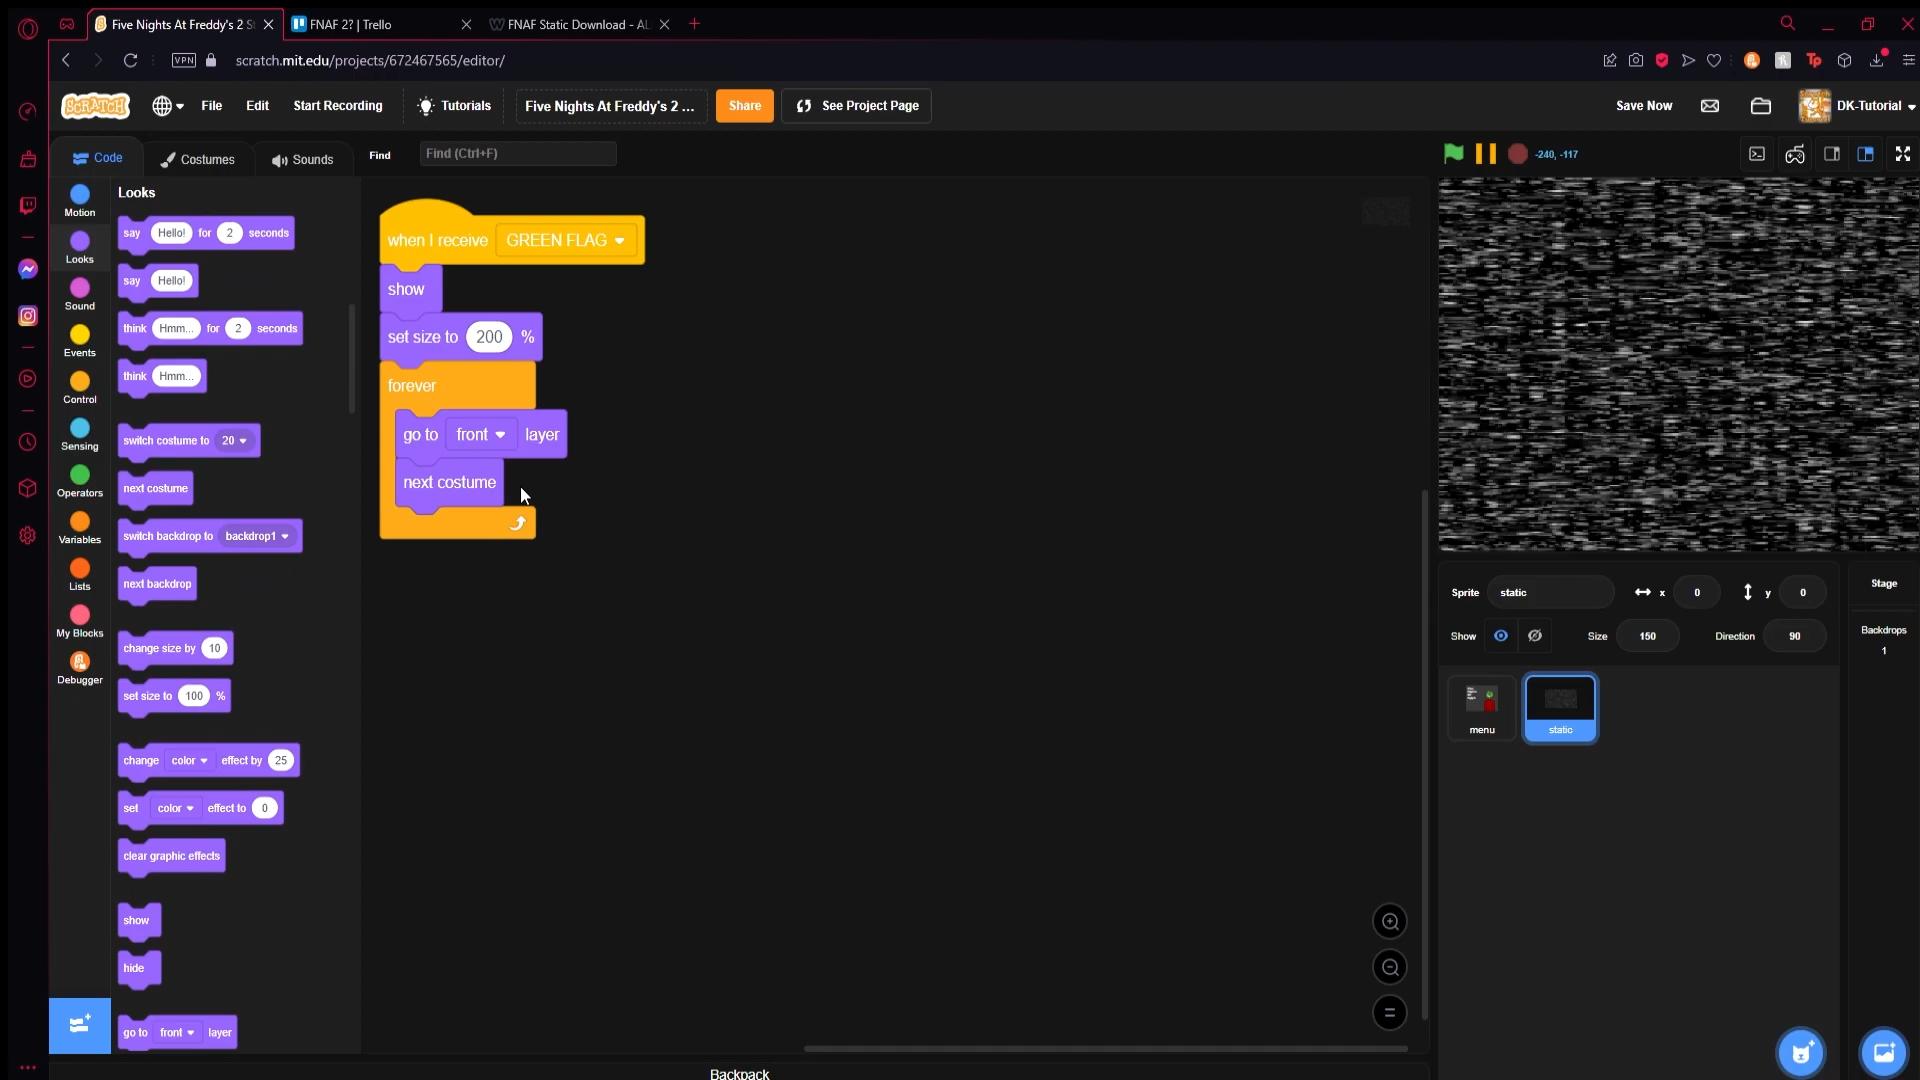 Five Nights At Freddy's 2 S
FNAF 2? | Trello
FNAF Static Download - AL
VPN
scratch.mit.edu/projects/672467565/editor/
Tp
SCRATCH
File
Edit
Start Recording
Tutorials
Five Nights At Freddy's 2 ...
Share
See Project Page
Save Now
DK-Tutorial
Code
Costumes
Sounds
Find
Find (Ctrl+F)
-240, -117
Motion
Looks
Sound
Events
Control
Sensing
Operators
Variables
Lists
My Blocks
Debugger
Looks
say Hello! for 2 seconds
say Hello!
think Hmm... for 2 seconds
think Hmm...
switch costume to 20
next costume
switch backdrop to backdrop1
next backdrop
change size by 10
set size to 100 %
change color effect by 25
set color effect to 0
clear graphic effects
show
hide
go to front layer
when I receive GREEN FLAG
show
set size to 200 %
forever
go to front layer
next costume
Sprite static x 0 y 0
Show Size 150 Direction 90
Stage
Backdrops
1
menu
static
Backpack